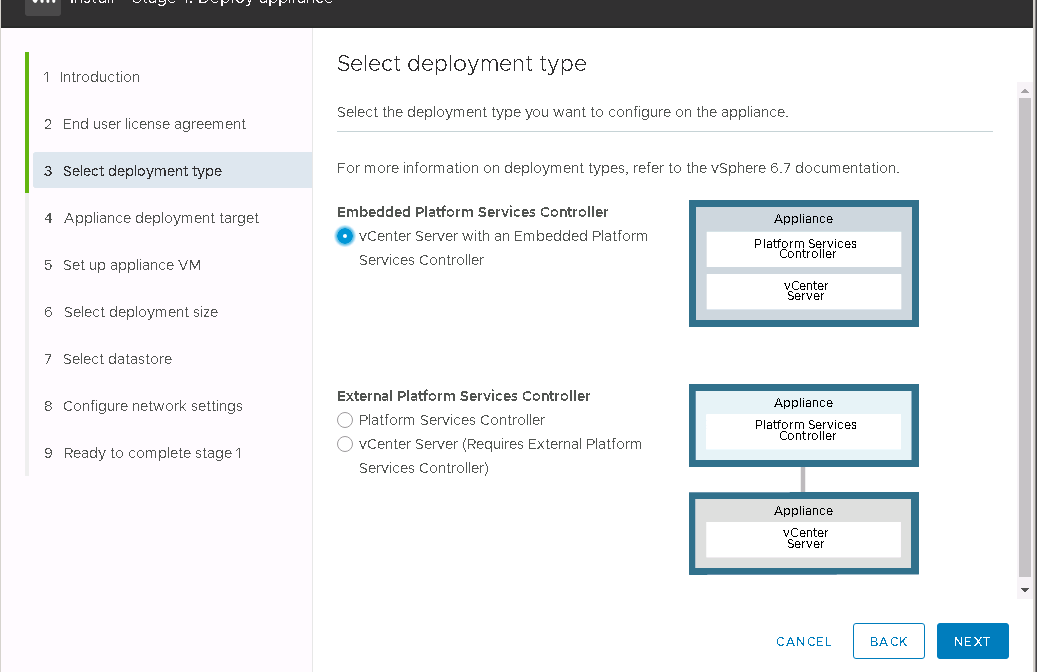 Install - Stage 1: Deploy appliance
1 Introduction
2 End user license agreement
3 Select deployment type
4 Appliance deployment target
5 Set up appliance VM
6 Select deployment size
7 Select datastore
8 Configure network settings
9 Ready to complete stage 1
Select deployment type
Select the deployment type you want to configure on the appliance.
For more information on deployment types, refer to the vSphere 6.7 documentation.
Embedded Platform Services Controller
vCenter Server with an Embedded Platform
Services Controller
Appliance
Platform Services
Controller
vCenter
Server
External Platform Services Controller
Platform Services Controller
vCenter Server (Requires External Platform
Services Controller)
Appliance
Platform Services
Controller
Appliance
vCenter
Server
CANCEL
BACK
NEXT